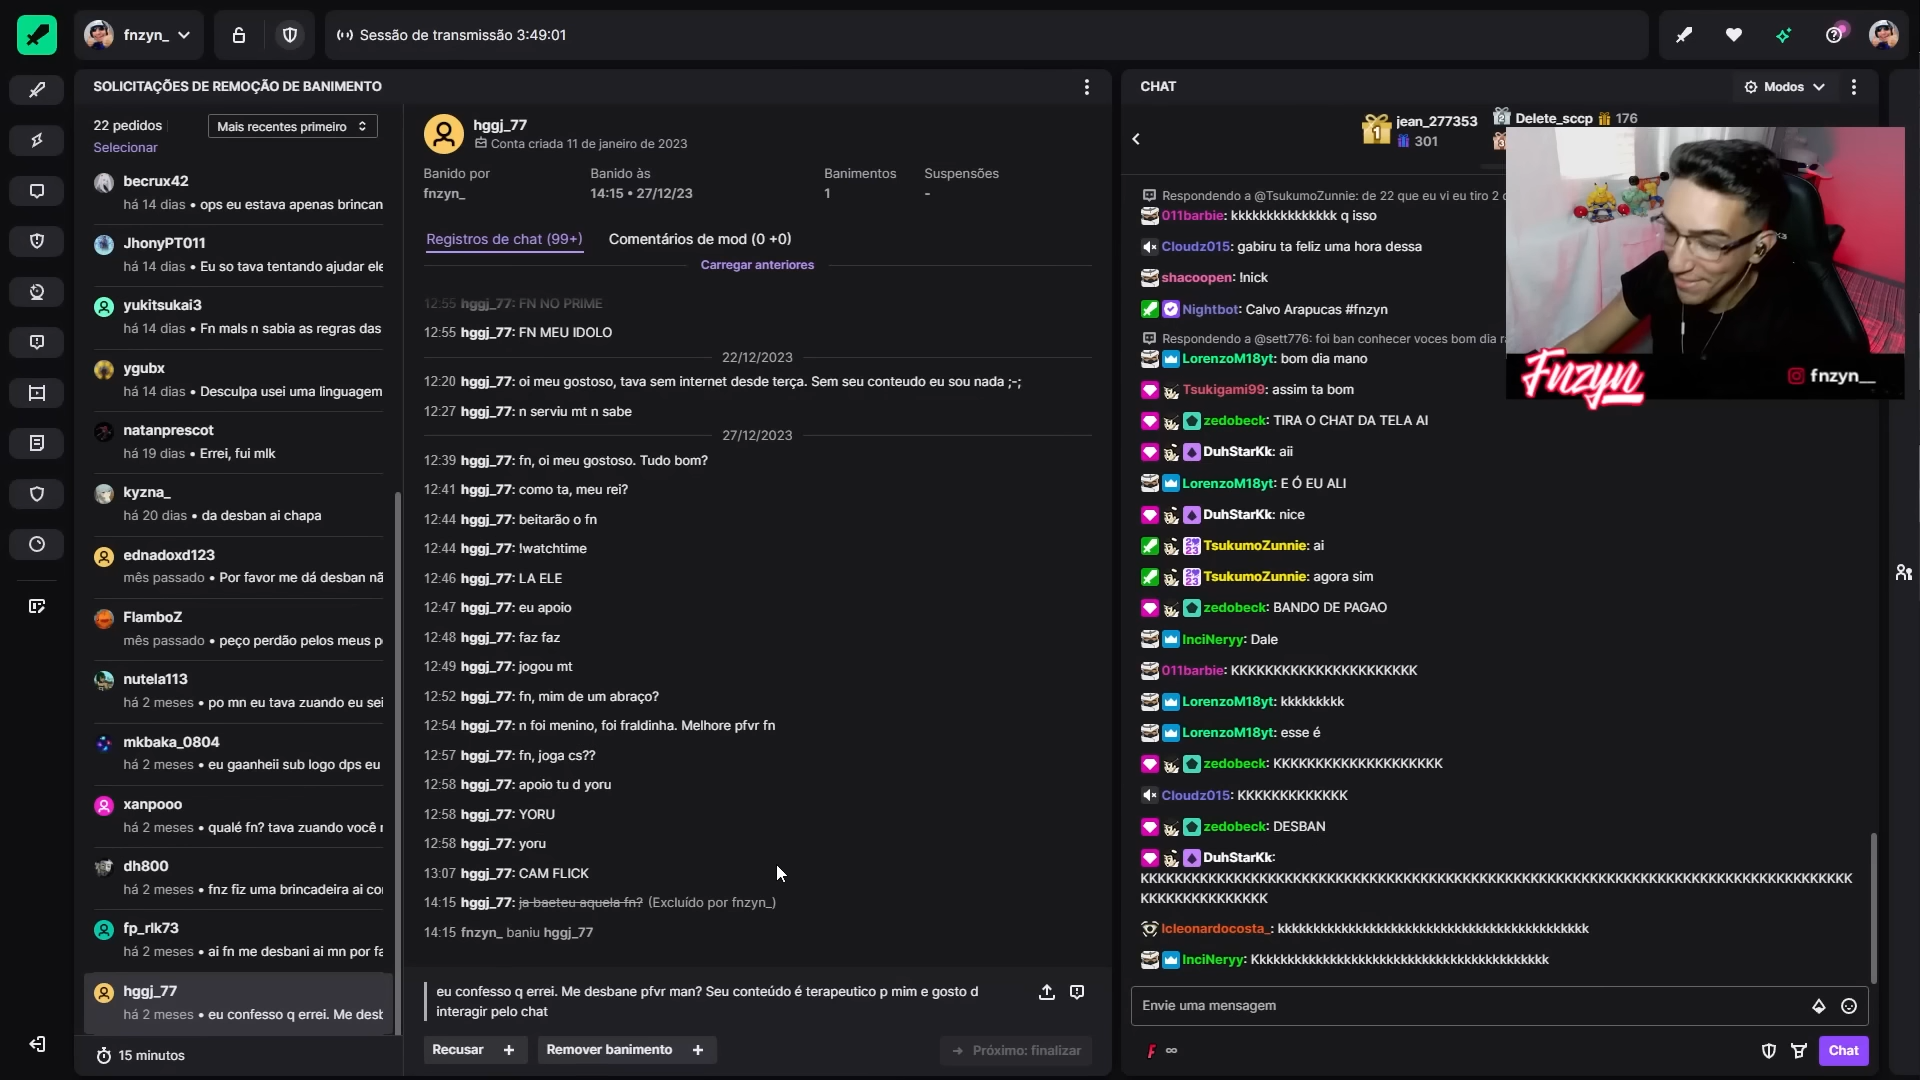 fnzyn_
Sessão de transmissão 3:49:01
SOLICITAÇÕES DE REMOÇÃO DE BANIMENTO
22 pedidos
Mais recentes primeiro
Selecionar
becrux42
há 14 dias • ops eu estava apenas brincan
JhonyPT011
há 14 dias • Eu so tava tentando ajudar ele
yukitsukai3
há 14 dias • Fn mals n sabia as regras das
ygubx
há 14 dias • Desculpa usei uma linguagem
natanprescot
há 19 dias • Errei, fui mlk
kyzna_
há 20 dias • da desban ai chapa
ednadoxd123
mês passado • Por favor me dá desban nã
FlamboZ
mês passado • peço perdão pelos meus p
nutela113
há 2 meses • po mn eu tava zuando eu sei
mkbaka_0804
há 2 meses • eu gaanheii sub logo dps eu
xanpooo
há 2 meses • qualé fn? tava zuando você
dh800
há 2 meses • fnz fiz uma brincadeira ai co
fp_rlk73
há 2 meses • ai fn me desbani ai mn por fa
hggj_77
há 2 meses • eu confesso q errei. Me desb
15 minutos
hggj_77
Conta criada 11 de janeiro de 2023
Banido por
fnzyn_
Banido às
14:15 • 27/12/23
Banimentos
1
Suspensões
-
Registros de chat (99+)
Comentários de mod (0 +0)
Carregar anteriores
12:55 hggj_77: FN NO PRIME
12:55 hggj_77: FN MEU IDOLO
22/12/2023
12:20 hggj_77: oi meu gostoso, tava sem internet desde terça. Sem seu conteudo eu sou nada ;-;
12:27 hggj_77: n serviu mt n sabe
27/12/2023
12:39 hggj_77: fn, oi meu gostoso. Tudo bom?
12:41 hggj_77: como ta, meu rei?
12:44 hggj_77: beitarão o fn
12:44 hggj_77: !watchtime
12:46 hggj_77: LA ELE
12:47 hggj_77: eu apoio
12:48 hggj_77: faz faz
12:49 hggj_77: jogou mt
12:52 hggj_77: fn, mim de um abraço?
12:54 hggj_77: n foi menino, foi fraldinha. Melhore pfvr fn
12:57 hggj_77: fn, joga cs??
12:58 hggj_77: apoio tu d yoru
12:58 hggj_77: YORU
12:58 hggj_77: yoru
13:07 hggj_77: CAM FLICK
14:15 hggj_77: ja baeteu aquela fn? (Excluído por fnzyn_)
14:15 fnzyn_ baniu hggj_77
eu confesso q errei. Me desbane pfvr man? Seu conteúdo é terapeutico p mim e gosto d
interagir pelo chat
Recusar +
Remover banimento +
Próximo: finalizar
CHAT
Modos
1
jean_277353
301
Delete_sccp 176
Respondendo a @TsukumoZunnie: de 22 que eu vi eu tiro 2
011barbie: kkkkkkkkkkkkkkk q isso
Cloudz015: gabiru ta feliz uma hora dessa
shacoopen: !nick
Nightbot: Calvo Arapucas #fnzyn
Respondendo a @sett776: foi ban conhecer voces bom dia
LorenzoM18yt: bom dia mano
Tsukigami99: assim ta bom
zedobeck: TIRA O CHAT DA TELA AI
DuhStarKk: aii
LorenzoM18yt: E Ó EU ALI
DuhStarKk: nice
TsukumoZunnie: ai
TsukumoZunnie: agora sim
zedobeck: BANDO DE PAGAO
InciNeryy: Dale
011barbie: KKKKKKKKKKKKKKKKKKKKKK
LorenzoM18yt: kkkkkkkkk
LorenzoM18yt: esse é
zedobeck: KKKKKKKKKKKKKKKKKKKK
Cloudz015: KKKKKKKKKKKKK
zedobeck: DESBAN
DuhStarKk:
KKKKKKKKKKKKKKKKKKKKKKKKKKKKKKKKKKKKKKKKKKKKKKKKKKKKKKKKKKKKKKKKKKKKKKKKKKKKKKKKKKKK
KKKKKKKKKKKKKKK
lcleonardocosta_: kkkkkkkkkkkkkkkkkkkkkkkkkkkkkkkkkkkkkkkkkkkk
InciNeryy: Kkkkkkkkkkkkkkkkkkkkkkkkkkkkkkkkkkkkkkkkkk
Envie uma mensagem
Chat
Fnzyn
fnzyn__